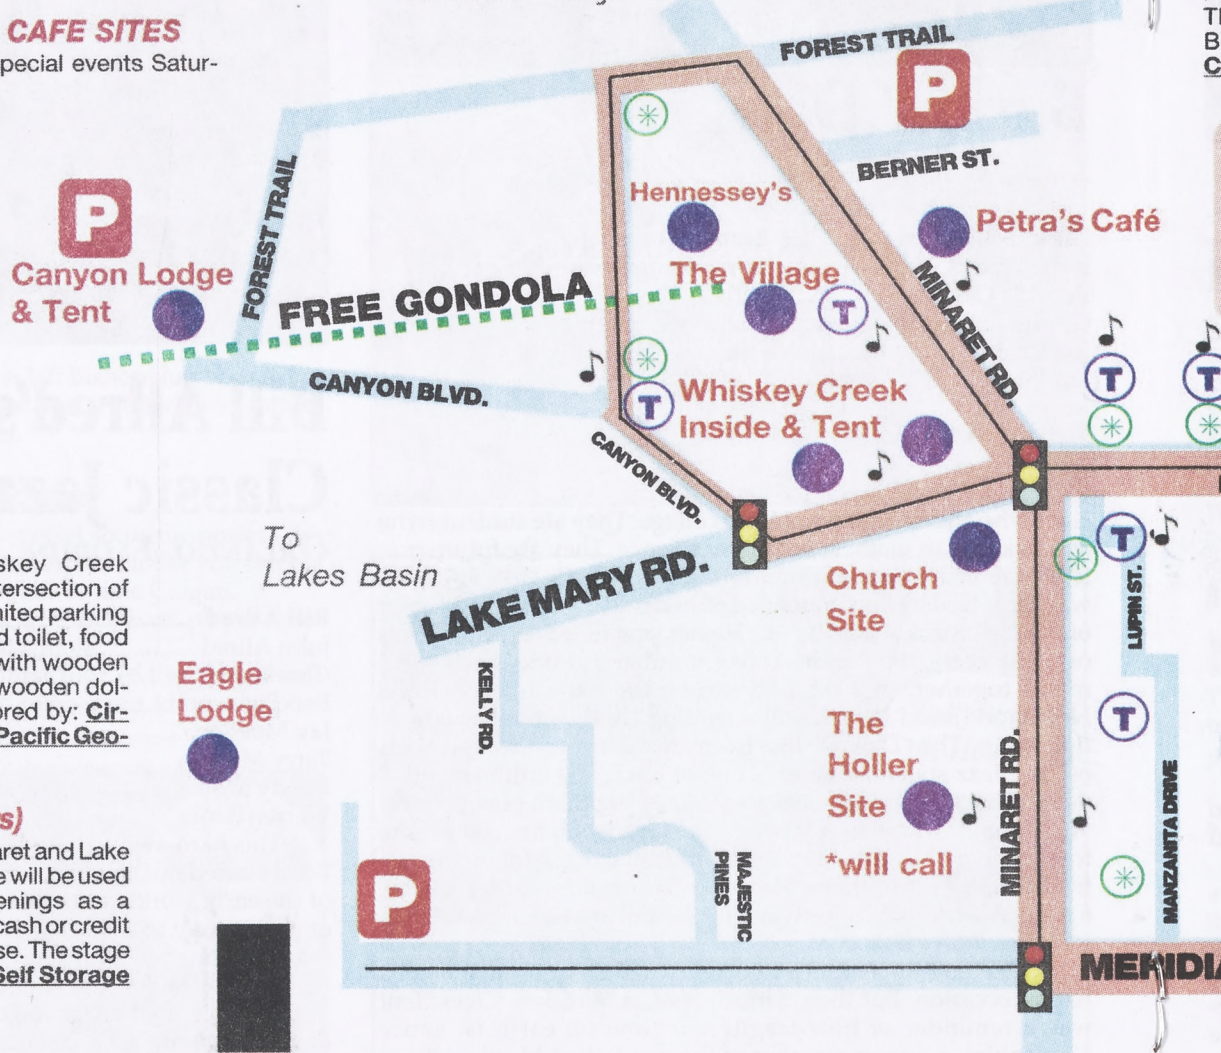 CAFE SITES
pecial events Satur-
FOREST TRAIL
P
BERNER ST.
Hennessey's
Petra's Café
P
Canyon Lodge
& Tent
FOREST TRAIL
FREE GONDOLA
The Village
T
MINARET RD.
CANYON BLVD.
T
Whiskey Creek
Inside & Tent
T
T
CANYON BLVD.
To
Lakes Basin
LAKE MARY RD.
Church
Site
T
LUPIN ST.
skey Creek
tersection of
nited parking
d toilet, food
with wooden
wooden dol-
ored by: Cir-
Pacific Geo-
Eagle
Lodge
KELLY RD.
The
Holler
Site
*will call
MINARET RD.
T
MANZANITA DRIVE
s)
aret and Lake
e will be used
enings as a
cash or credit
se. The stage
Self Storage
P
MAJESTIC
PINES
MERIDIA